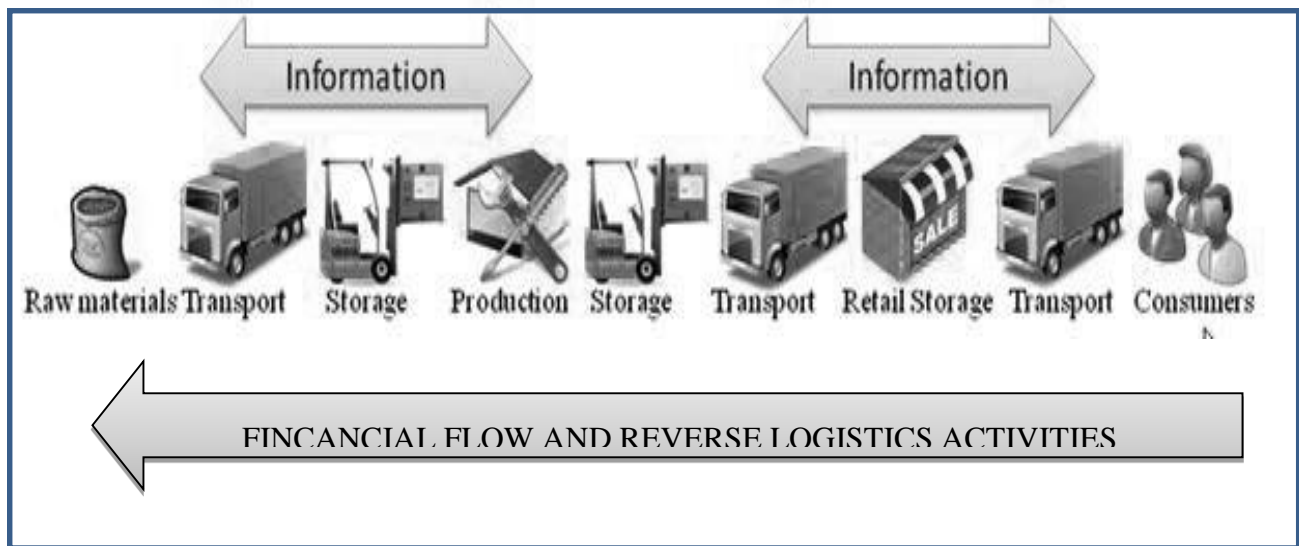 Information Information
SALE
Raw materials Transport Storage Production Storage Transport Retail Storage Transport Consumers
FINCANCIAL FLOW AND REVERSE LOGISTICS ACTIVITIES